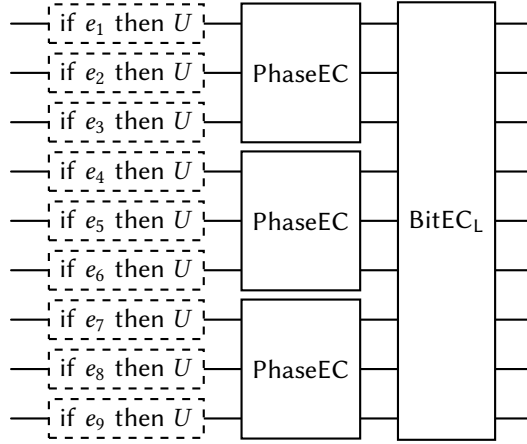 if e₁ then U
if e₂ then U
PhaseEC
if e₃ then U
if e₄ then U
if e₅ then U
PhaseEC
BitEC_L
if e₆ then U
if e₇ then U
if e₈ then U
PhaseEC
if e₉ then U